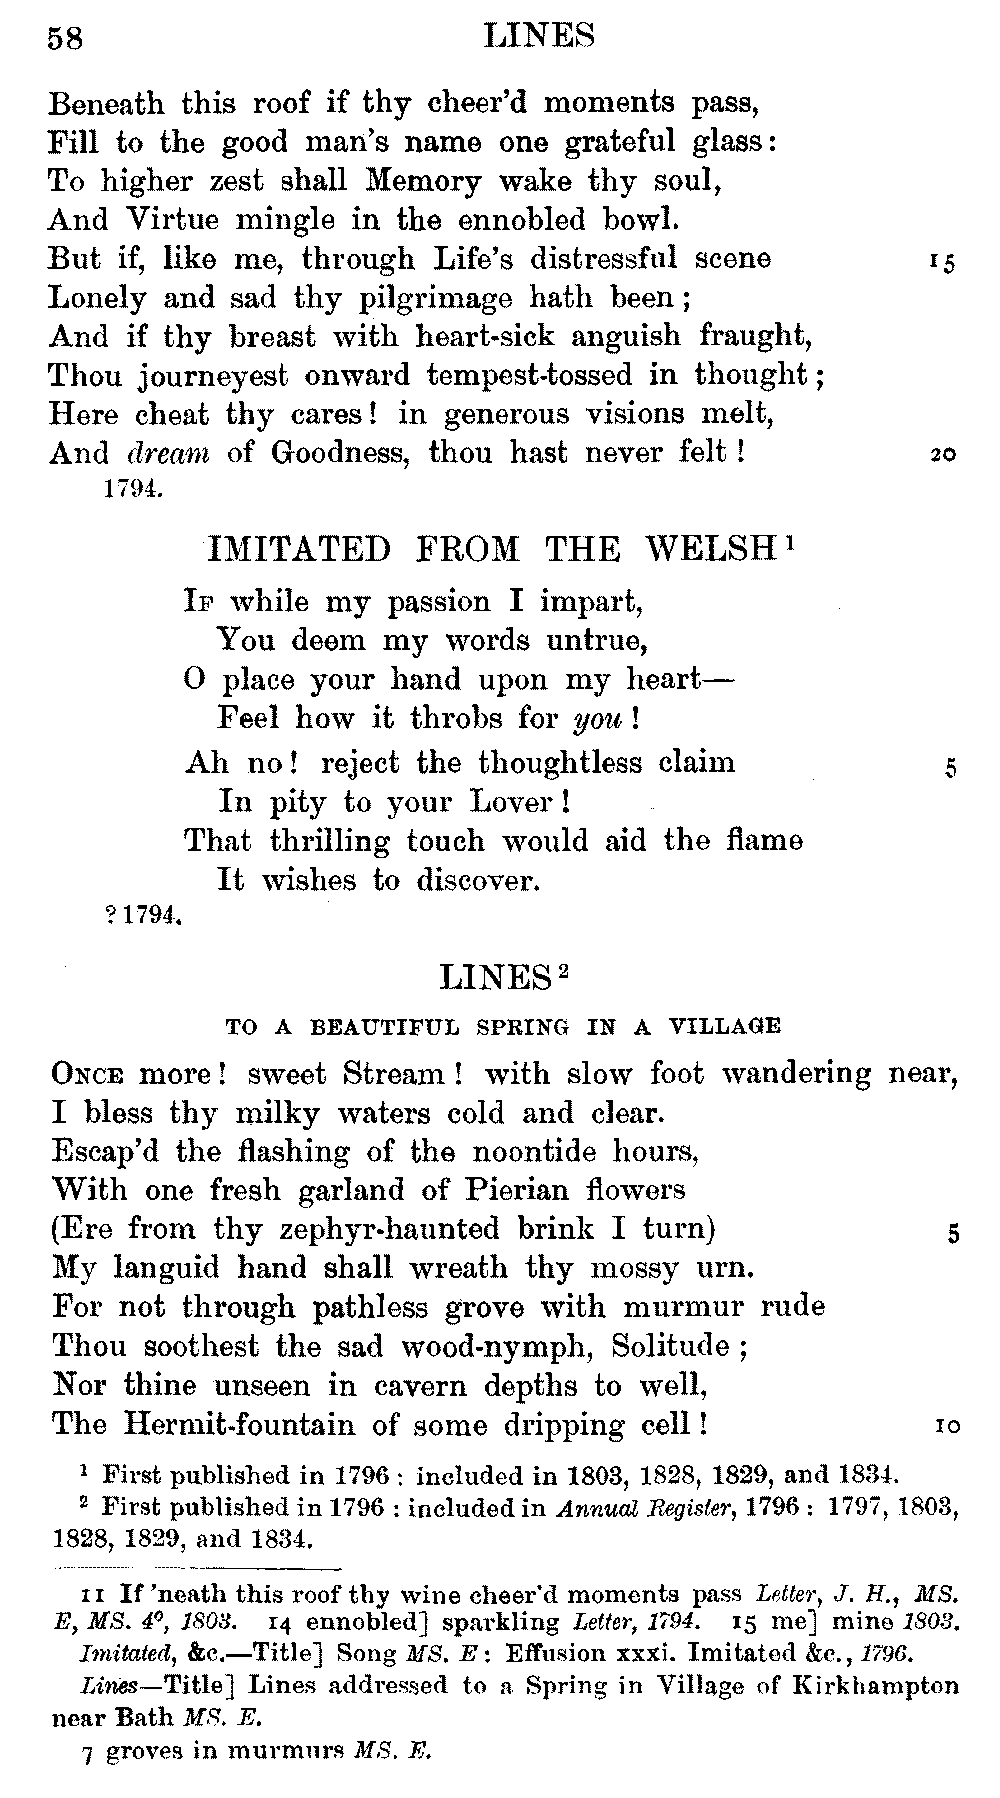 58 LINES
Beneath this roof if thy cheer'd moments pass,
Fill to the good man's name one grateful glass:
To higher zest shall Memory wake thy soul,
And Virtue mingle in the ennobled bowl.
But if, like me, through Life's distressful scene 15
Lonely and sad thy pilgrimage hath been;
And if thy breast with heart-sick anguish fraught,
Thou journeyest onward tempest-tossed in thought;
Here cheat thy cares! in generous visions melt,
And dream of Goodness, thou hast never felt! 20
1794.
IMITATED FROM THE WELSH¹
IF while my passion I impart,
You deem my words untrue,
O place your hand upon my heart—
Feel how it throbs for you!
Ah no! reject the thoughtless claim 5
In pity to your Lover!
That thrilling touch would aid the flame
It wishes to discover.
?1794.
LINES²
TO A BEAUTIFUL SPRING IN A VILLAGE
ONCE more! sweet Stream! with slow foot wandering near,
I bless thy milky waters cold and clear.
Escap'd the flashing of the noontide hours,
With one fresh garland of Pierian flowers
(Ere from thy zephyr-haunted brink I turn) 5
My languid hand shall wreath thy mossy urn.
For not through pathless grove with murmur rude
Thou soothest the sad wood-nymph, Solitude;
Nor thine unseen in cavern depths to well,
The Hermit-fountain of some dripping cell! 10
¹ First published in 1796: included in 1803, 1828, 1829, and 1834.
² First published in 1796: included in Annual Register, 1796: 1797, 1803,
1828, 1829, and 1834.
11 If 'neath this roof thy wine cheer'd moments pass Letter, J. H., MS.
E, MS. 4º, 1803. 14 ennobled] sparkling Letter, 1794. 15 me] mine 1803.
Imitated, &c.—Title] Song MS. E: Effusion xxxi. Imitated &c., 1796.
Lines—Title] Lines addressed to a Spring in Village of Kirkhampton
near Bath MS. E.
7 groves in murmurs MS. E.